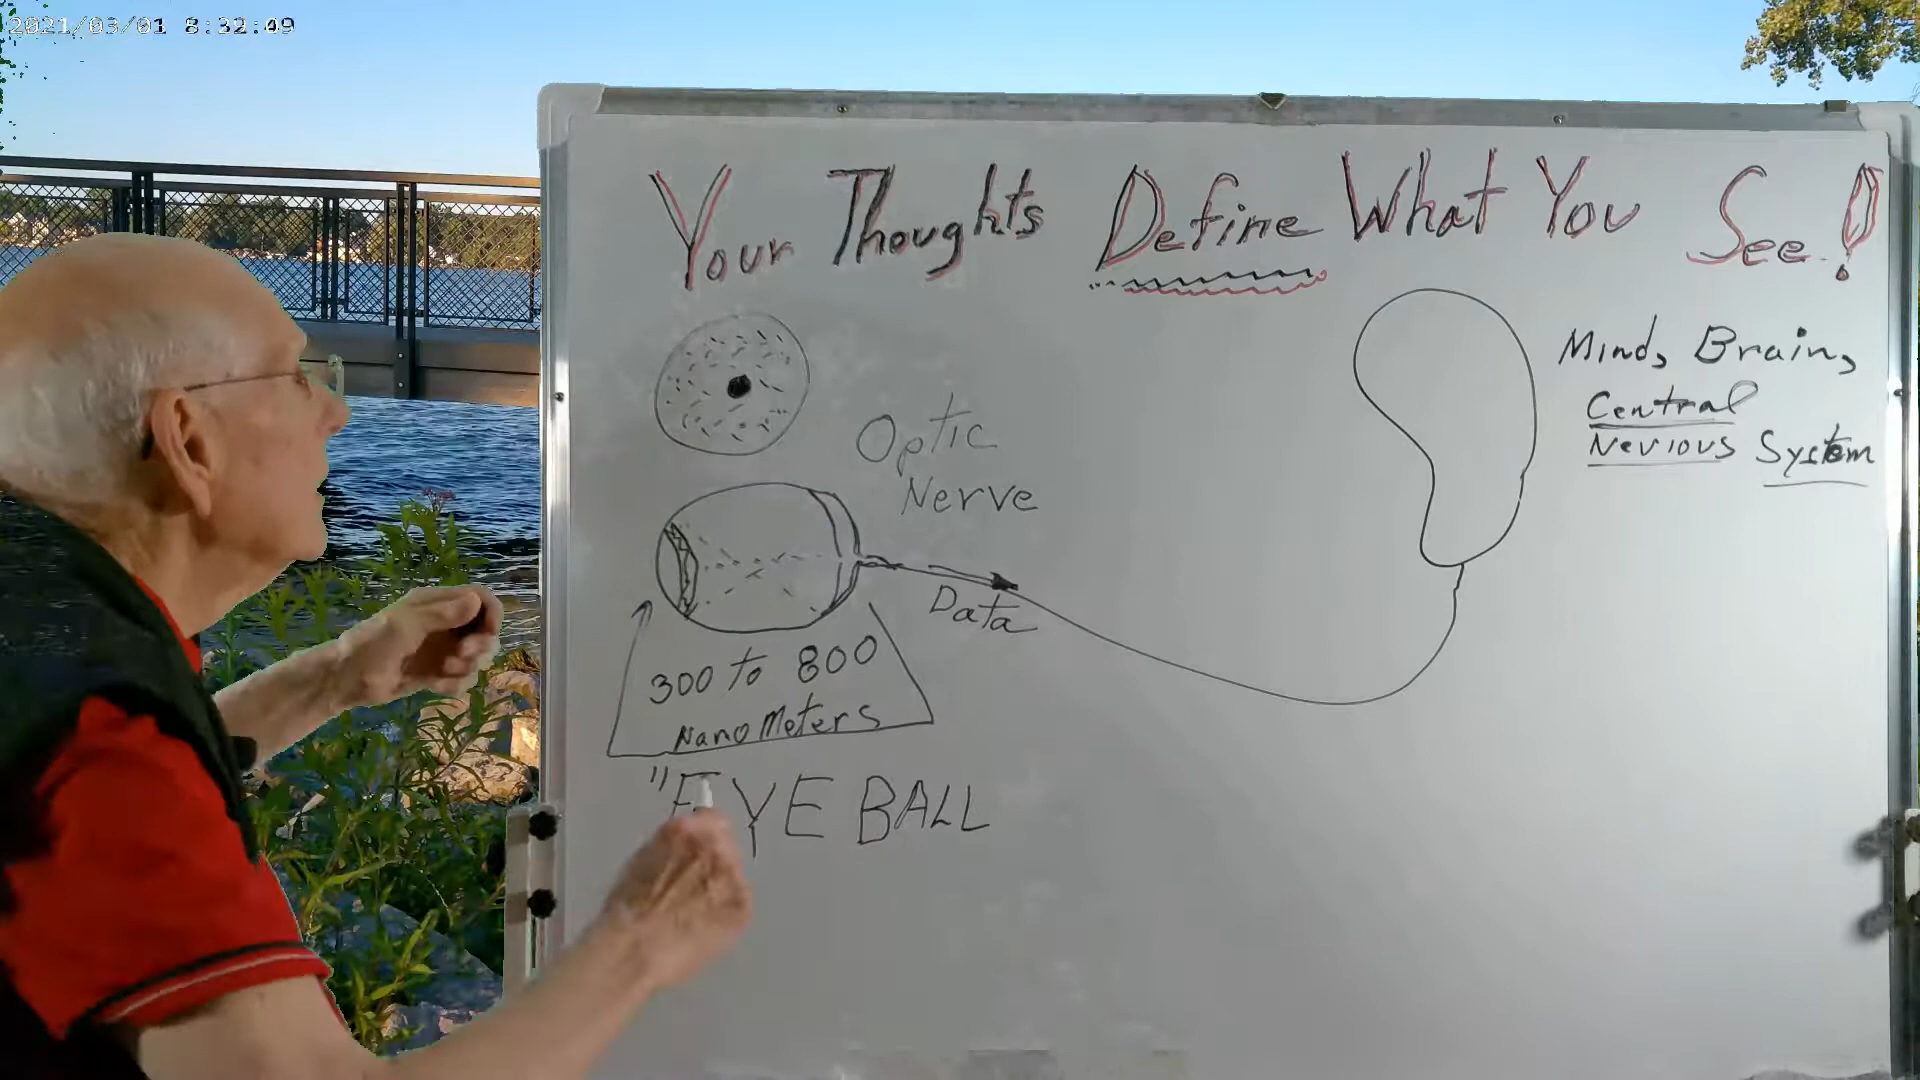 2021/03/01 8:32:49
Your Thoughts Define What You See!
Mind, Brain,
Central
Nevious System
Optic
Nerve
Data
300 to 800
Nano Meters
"EYE BALL